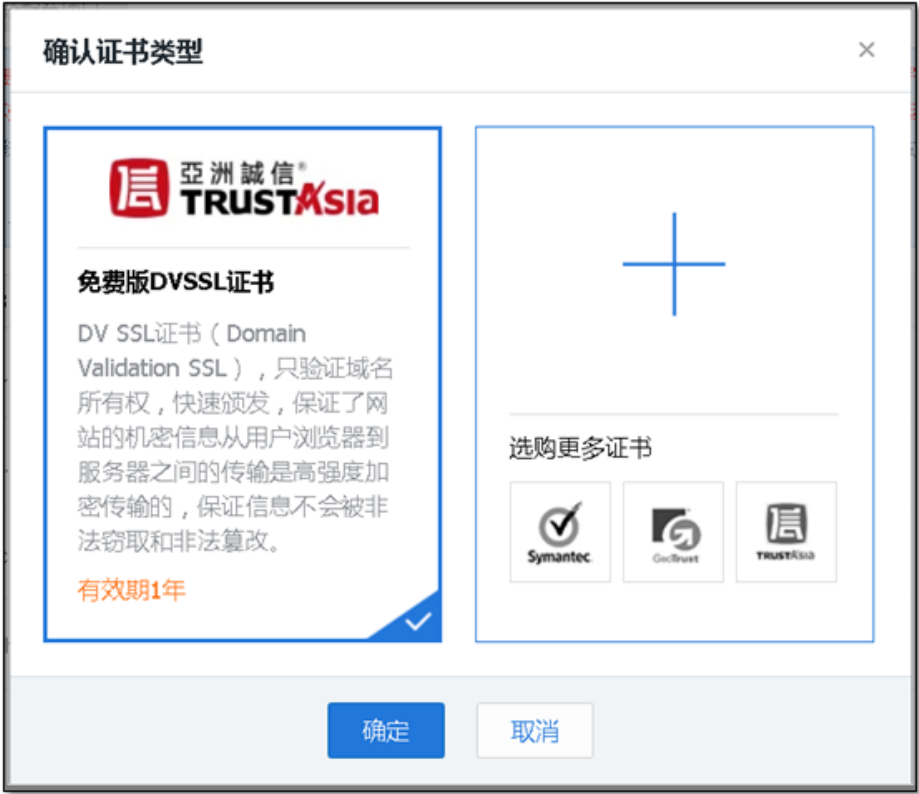 确认证书类型
亞洲誠信®
TRUSTAsia
免费版DVSSL证书
DV SSL证书（Domain
Validation SSL），只验证域名
所有权，快速颁发，保证了网
站的机密信息从用户浏览器到
服务器之间的传输是高强度加
密传输的，保证信息不会被非
法窃取和非法篡改。
有效期1年
选购更多证书
Symantec.
GeoTrust
TRUSTAsia
确定
取消